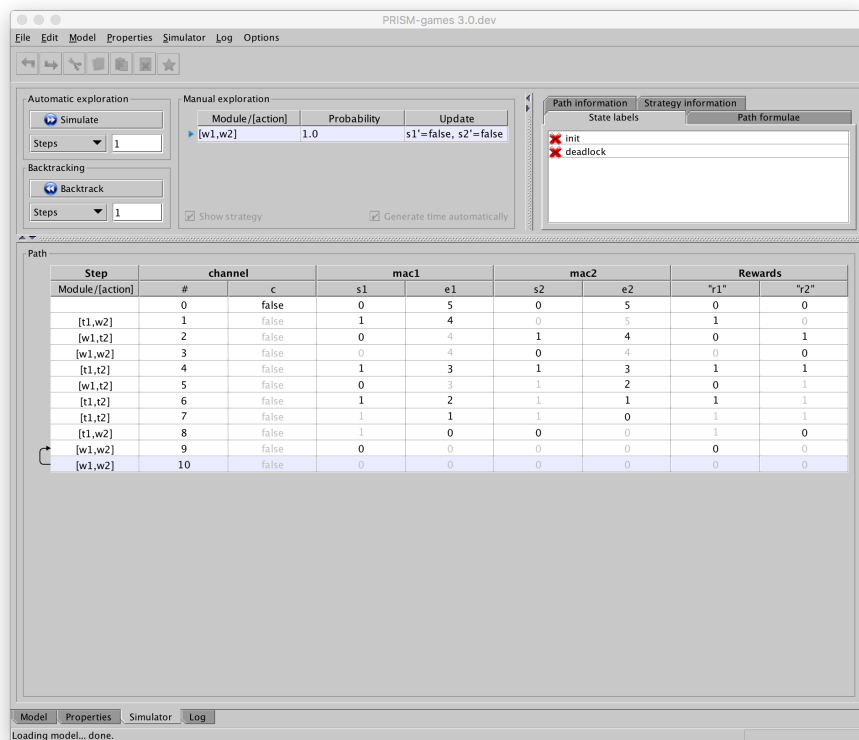 PRISM-games 3.0.dev
File Edit Model Properties Simulator Log Options
Automatic exploration
Simulate
Steps 1
Backtracking
Backtrack
Steps 1
Manual exploration
Module/[action] Probability Update
[w1,w2] 1.0 s1'=false, s2'=false
Show strategy Generate time automatically
Path information Strategy information
State labels Path formulae
init
deadlock
Path
Step channel mac1 mac2 Rewards
Module/[action] # c s1 e1 s2 e2 "r1" "r2"
0 false 0 5 0 5 0 0
[t1,w2] 1 false 1 4 0 5 1 0
[w1,t2] 2 false 0 4 1 4 0 1
[w1,w2] 3 false 0 4 0 4 0 0
[t1,t2] 4 false 1 3 1 3 1 1
[w1,t2] 5 false 0 3 1 2 0 1
[t1,t2] 6 false 1 2 1 1 1 1
[t1,t2] 7 false 1 1 1 0 1 1
[t1,w2] 8 false 1 0 0 0 1 0
[w1,w2] 9 false 0 0 0 0 0 0
[w1,w2] 10 false 0 0 0 0 0 0
Model Properties Simulator Log
Loading model... done.